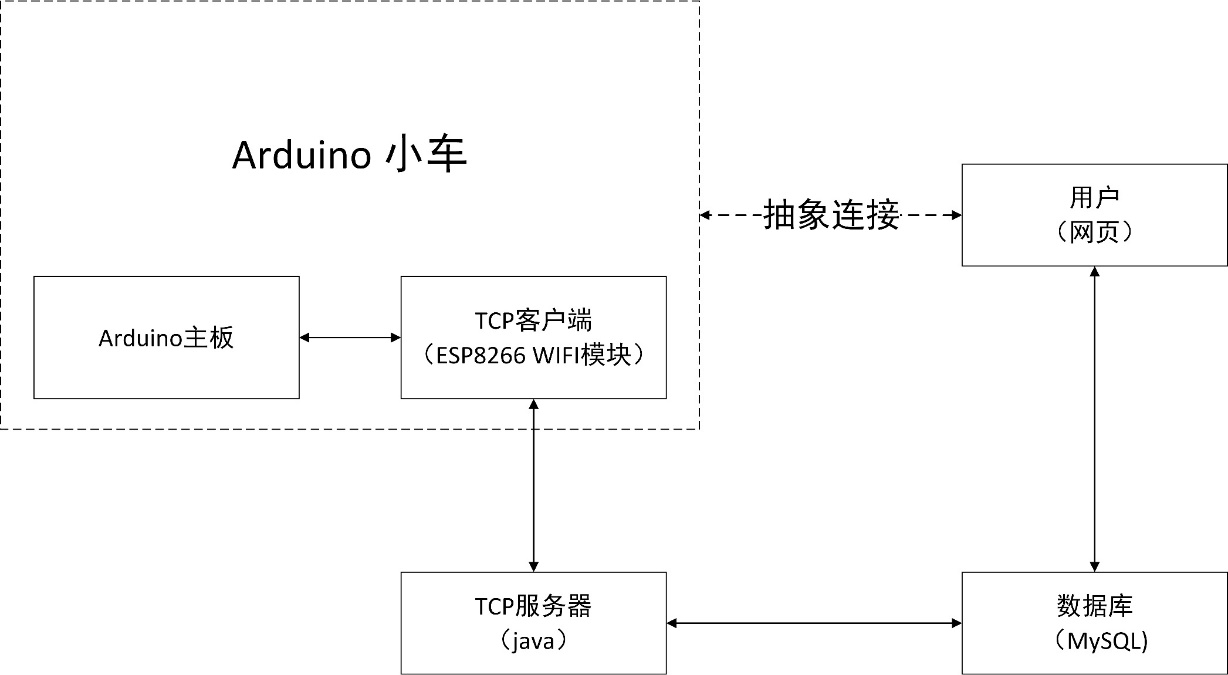 Arduino 小车
抽象连接
用户
（网页）
Arduino主板
TCP客户端
（ESP8266 WIFI模块）
TCP服务器
（java）
数据库
（MySQL)